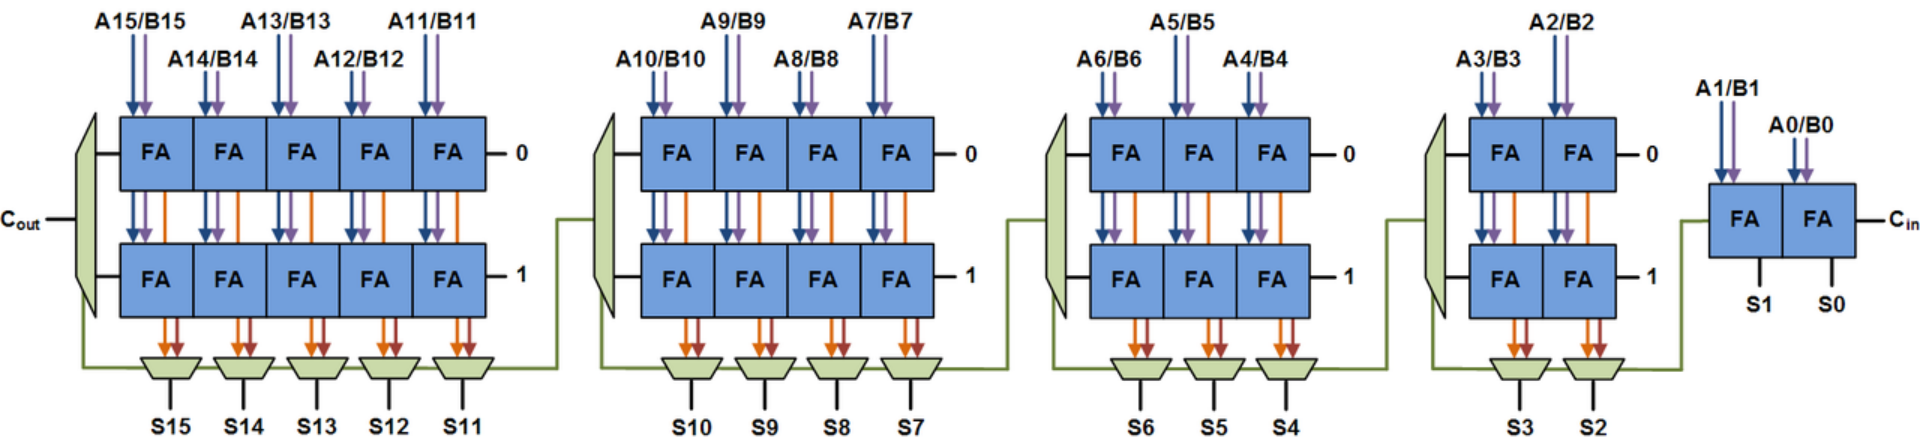 A15/B15 A13/B13 A11/B11 A9/B9 A7/B7 A5/B5 A2/B2
A14/B14 A12/B12 A10/B10 A8/B8 A6/B6 A4/B4 A3/B3
A1/B1
A0/B0
FA FA FA FA FA 0 FA FA FA FA 0 FA FA FA 0 FA FA 0
Cout FA FA Cin
FA FA FA FA FA 1 FA FA FA FA 1 FA FA FA 1 FA FA 1
S1 S0
S15 S14 S13 S12 S11 S10 S9 S8 S7 S6 S5 S4 S3 S2